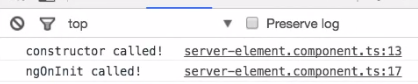 top Preserve log
constructor called! server-element.component.ts:13
ngOnInit called! server-element.component.ts:17